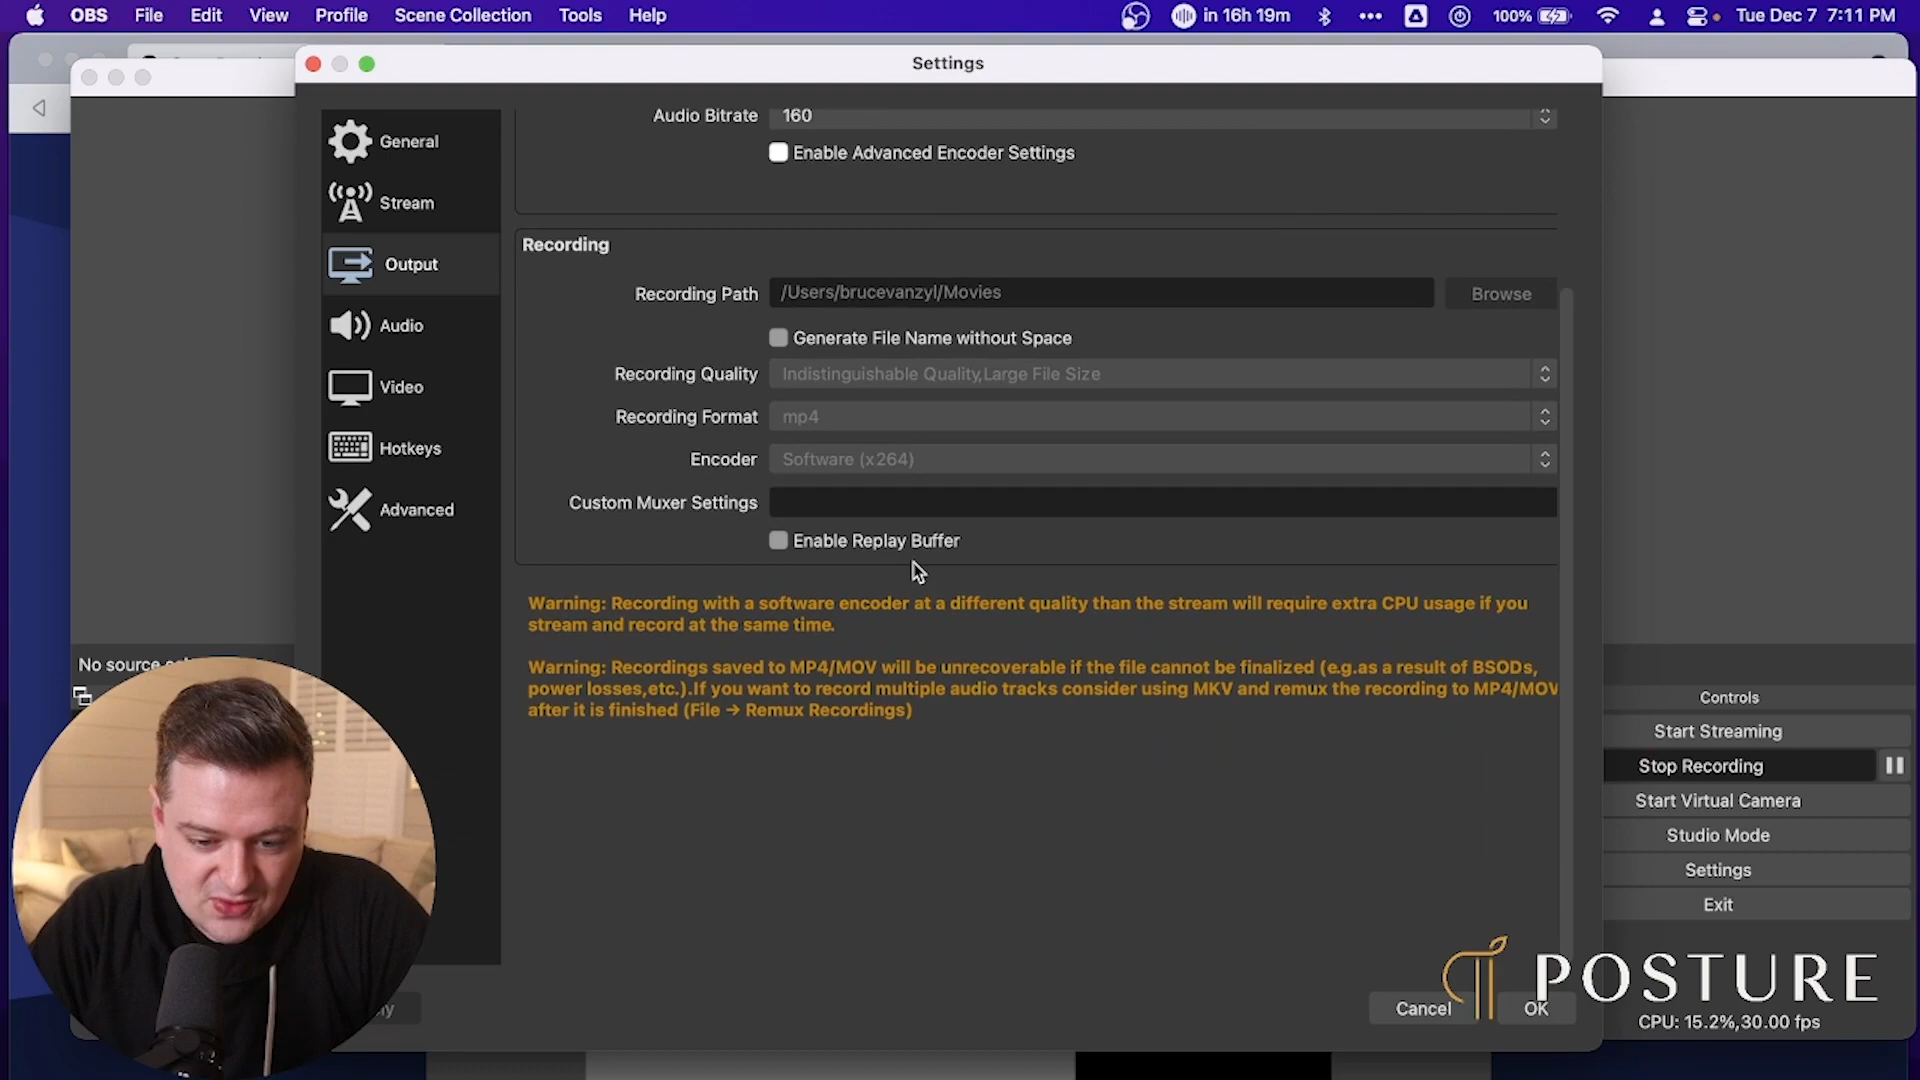 OBS File Edit View Profile Scene Collection Tools Help in 16h 19m 100% Tue Dec 7 7:11 PM
Settings
General
Stream
Output
Audio
Video
Hotkeys
Advanced
Audio Bitrate 160
Enable Advanced Encoder Settings
Recording
Recording Path /Users/brucevanzyl/Movies Browse
Generate File Name without Space
Recording Quality Indistinguishable Quality,Large File Size
Recording Format mp4
Encoder Software (x264)
Custom Muxer Settings
Enable Replay Buffer
Warning: Recording with a software encoder at a different quality than the stream will require extra CPU usage if you
stream and record at the same time.
Warning: Recordings saved to MP4/MOV will be unrecoverable if the file cannot be finalized (e.g.as a result of BSODs,
power losses,etc.).If you want to record multiple audio tracks consider using MKV and remux the recording to MP4/MOV
after it is finished (File → Remux Recordings)
No source
Controls
Start Streaming
Stop Recording
Start Virtual Camera
Studio Mode
Settings
Exit
POSTURE
Cancel OK
CPU: 15.2%,30.00 fps